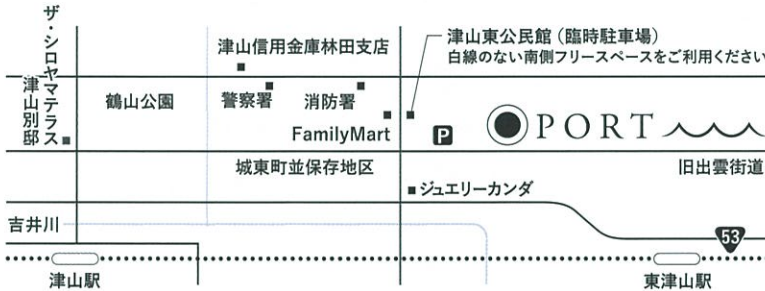 ザ・シロヤマテラス
津山別邸
津山信用金庫林田支店
津山東公民館（臨時駐車場）
白線のない南側フリースペースをご利用ください
鶴山公園
警察署
消防署
FamilyMart
P
PORT
城東町並保存地区
旧出雲街道
ジュエリーカンダ
吉井川
53
津山駅
東津山駅